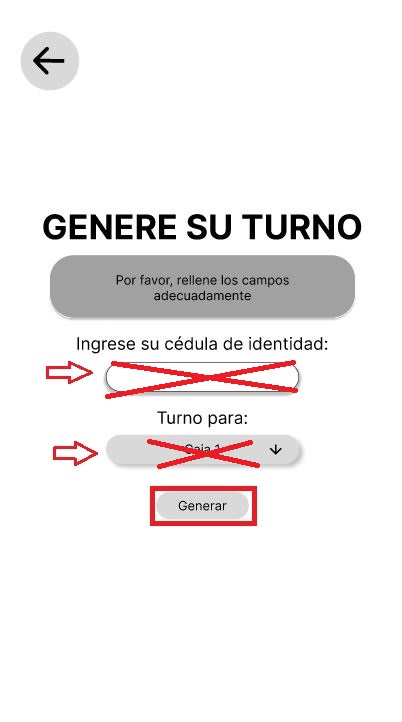 GENERE SU TURNO
Por favor, rellene los campos
adecuadamente
Ingrese su cédula de identidad:
Turno para:
Caja 1
Generar